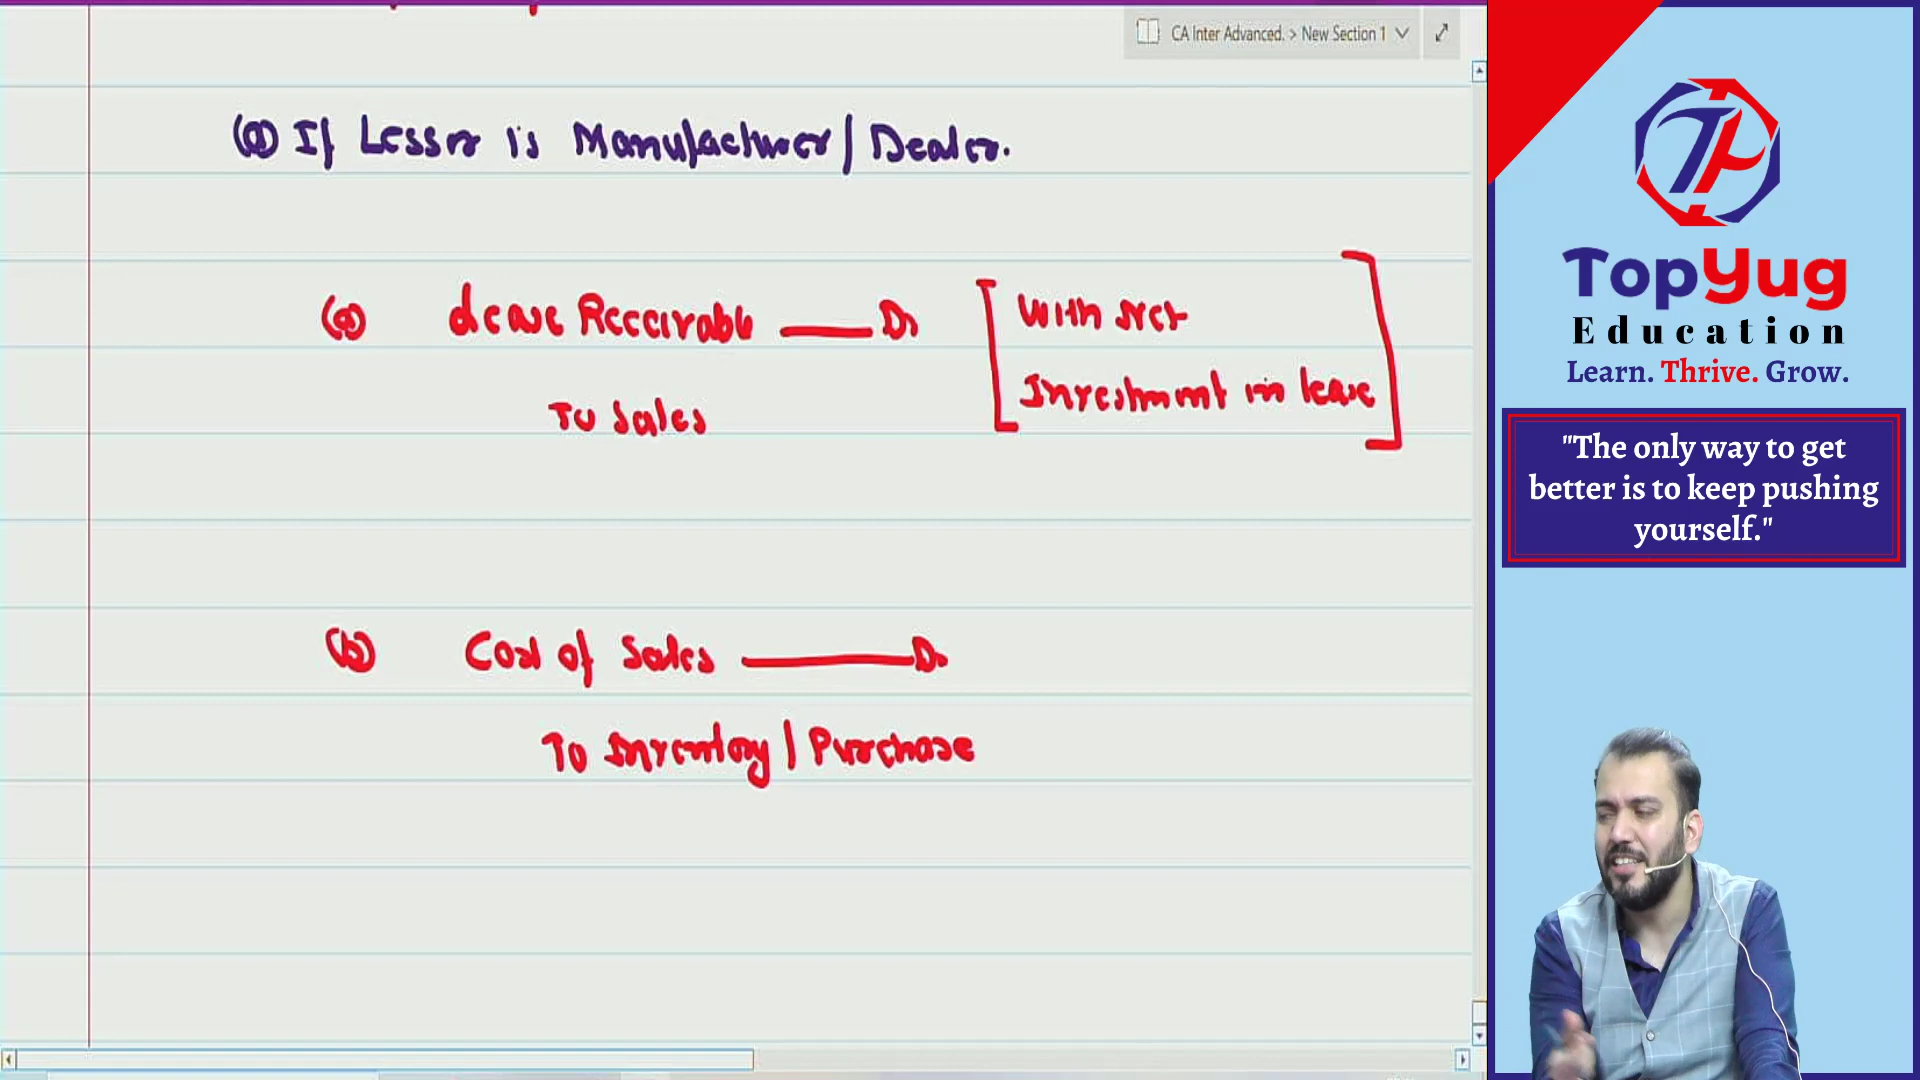 CA Inter Advanced. > New Section 1
(a) If Lessor is Manufacturer/Dealer.
(a) Lease Receivable — Dr
To Sales
[With Net
Investment in lease]
(b) Cost of Sales — Dr
To Inventory/Purchase
TopYug
Education
Learn. Thrive. Grow.
"The only way to get
better is to keep pushing
yourself."